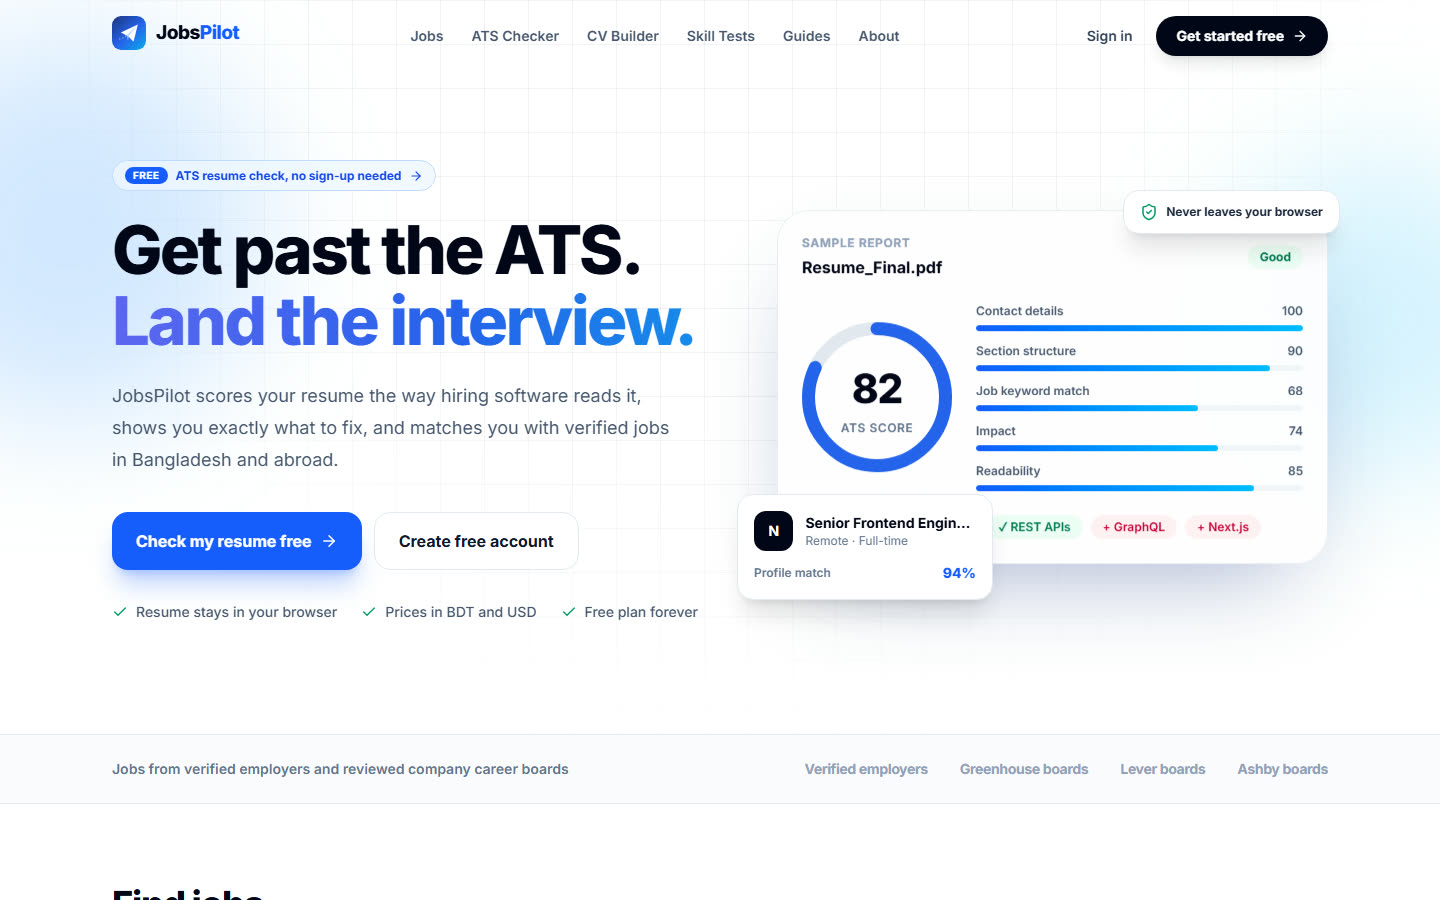 JobsPilot
Jobs
ATS Checker
CV Builder
Skill Tests
Guides
About
Sign in
Get started free
FREE ATS resume check, no sign-up needed
Get past the ATS.
Land the interview.
JobsPilot scores your resume the way hiring software reads it,
shows you exactly what to fix, and matches you with verified jobs
in Bangladesh and abroad.
Check my resume free
Create free account
Resume stays in your browser
Prices in BDT and USD
Free plan forever
Never leaves your browser
SAMPLE REPORT
Resume_Final.pdf
Good
82
ATS SCORE
Contact details 100
Section structure 90
Job keyword match 68
Impact 74
Readability 85
✓ REST APIs
+ GraphQL
+ Next.js
N
Senior Frontend Engin...
Remote · Full-time
Profile match 94%
Jobs from verified employers and reviewed company career boards
Verified employers
Greenhouse boards
Lever boards
Ashby boards
Find jobs